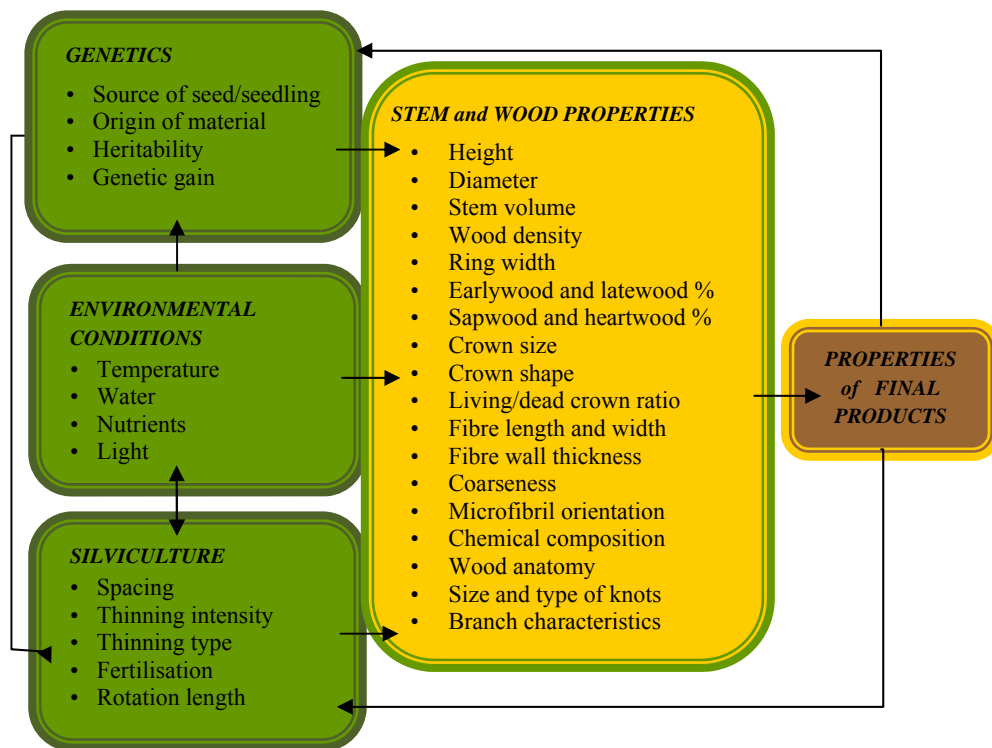 GENETICS
• Source of seed/seedling
• Origin of material
• Heritability
• Genetic gain
ENVIRONMENTAL
CONDITIONS
• Temperature
• Water
• Nutrients
• Light
SILVICULTURE
• Spacing
• Thinning intensity
• Thinning type
• Fertilisation
• Rotation length
STEM and WOOD PROPERTIES
• Height
• Diameter
• Stem volume
• Wood density
• Ring width
• Earlywood and latewood %
• Sapwood and heartwood %
• Crown size
• Crown shape
• Living/dead crown ratio
• Fibre length and width
• Fibre wall thickness
• Coarseness
• Microfibril orientation
• Chemical composition
• Wood anatomy
• Size and type of knots
• Branch characteristics
PROPERTIES
of FINAL
PRODUCTS